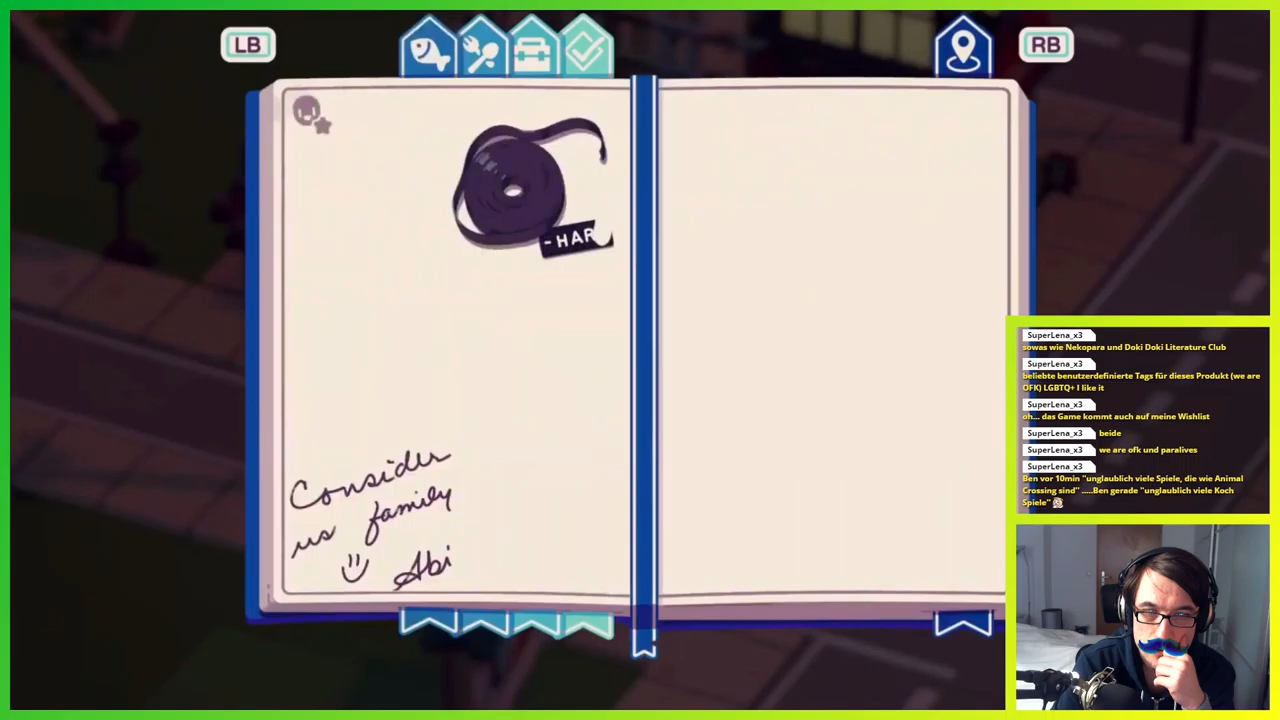 LB
RB
-HAR
Consider
us family
Abi
SuperLena_x3
sowas wie Nekopara und Doki Doki Literature Club
SuperLena_x3
beliebte benutzerdefinierte Tags für dieses Produkt (we are
OFK) LGBTQ+ I like it
SuperLena_x3
oh... das Game kommt auch auf meine Wishlist
SuperLena_x3 beide
SuperLena_x3 we are ofk und paralives
SuperLena_x3
Ben vor 10min "unglaublich viele Spiele, die wie Animal
Crossing sind" .....Ben gerade "unglaublich viele Koch
Spiele"